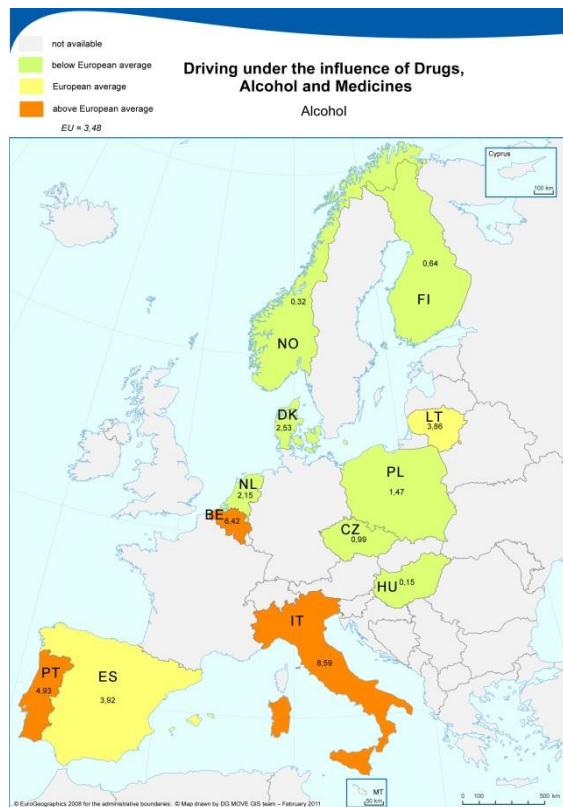 not available
below European average
European average
above European average
EU = 3,48
Driving under the influence of Drugs,
Alcohol and Medicines
Alcohol
Cyprus
100 km
0,64
FI
0,32
NO
DK
2,53
LT
3,86
NL
2,15
PL
1,47
BE
6,42
CZ
0,99
HU
0,15
IT
8,59
PT
4,93
ES
3,92
MT
50 km
0 100 500 km
© EuroGeographics 2008 for the administrative boundaries. © Map drawn by DG MOVE GIS team – February 2011